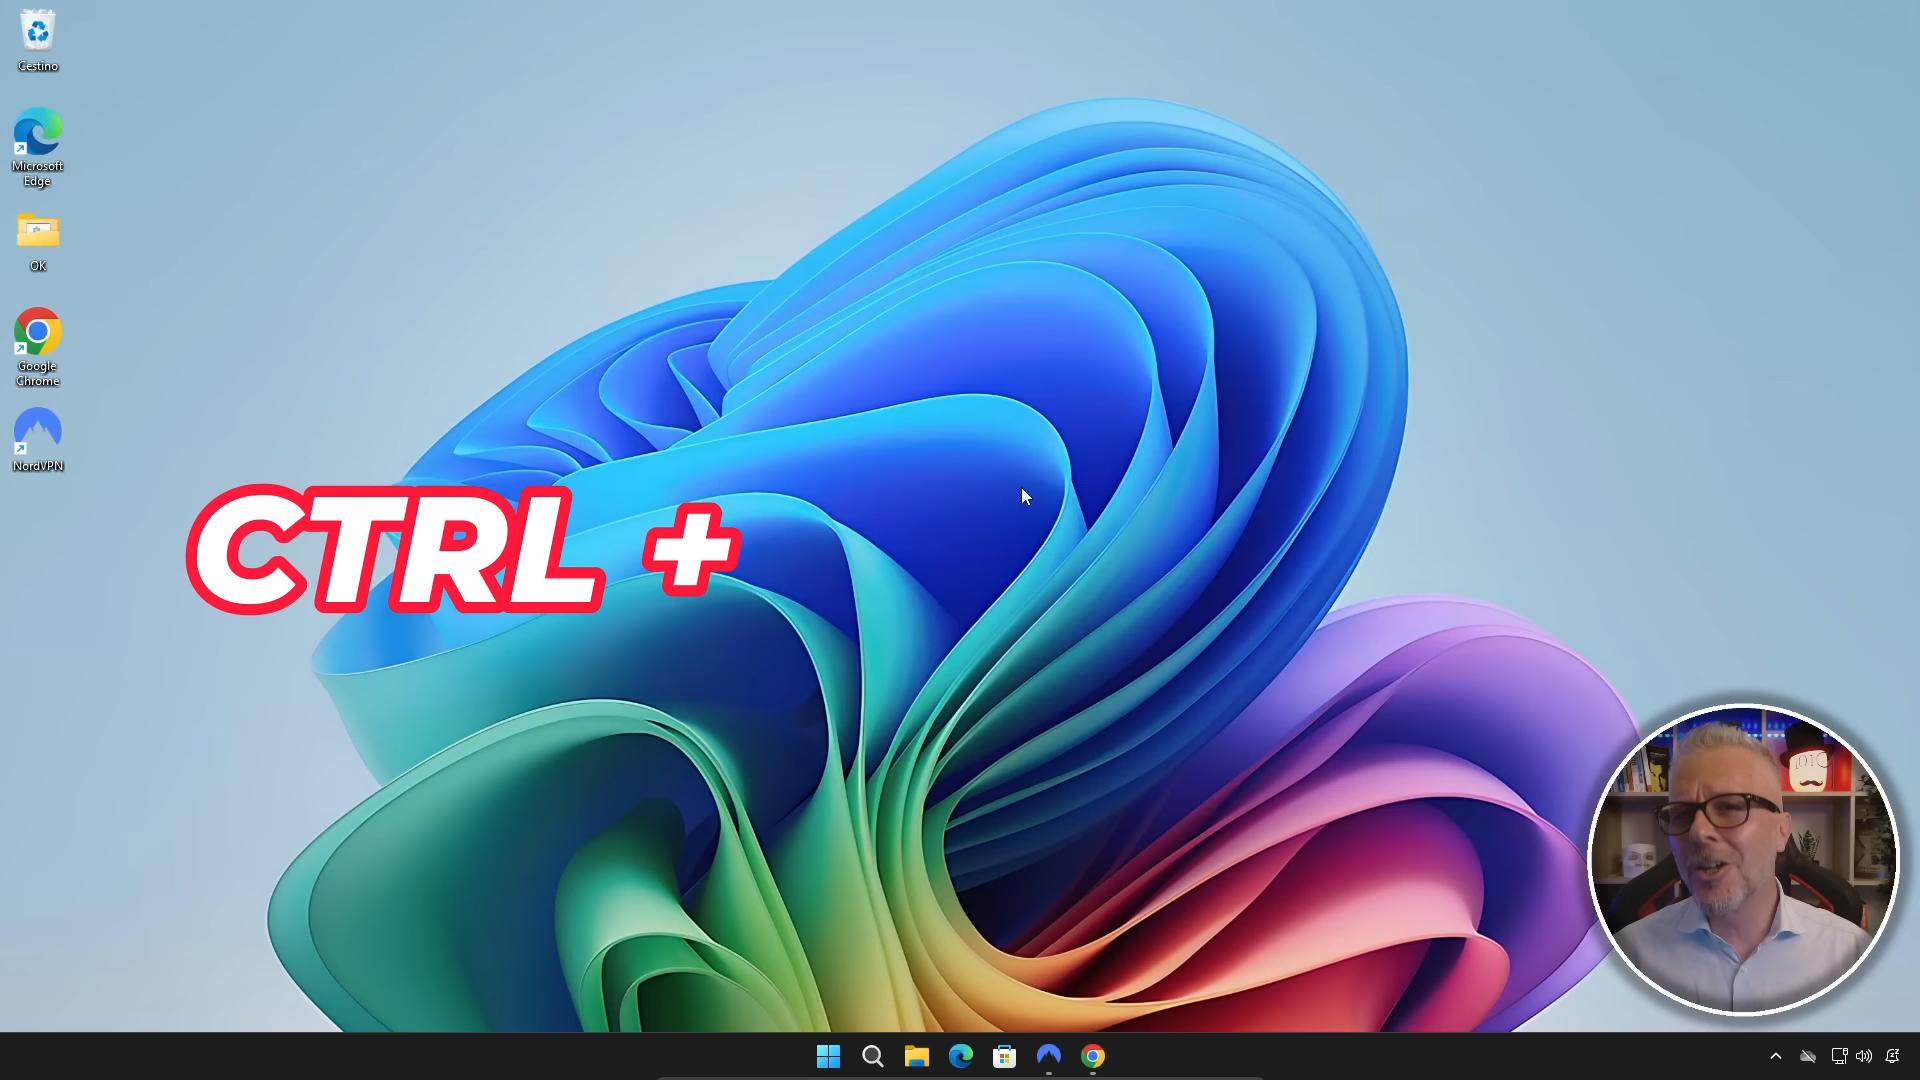 Cestino
Microsoft
Edge
OK
Google
Chrome
NordVPN
CTRL +